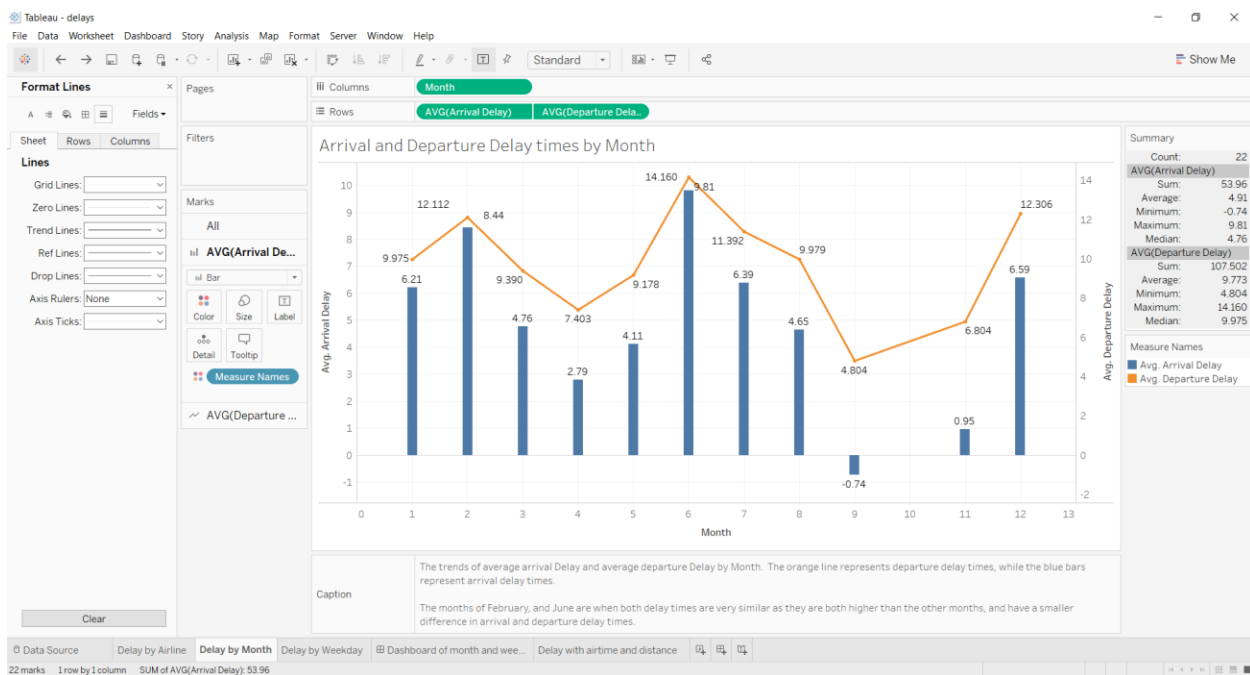 Tableau - delays
File Data Worksheet Dashboard Story Analysis Map Format Server Window Help
Standard
Show Me
Format Lines
Fields
Sheet Rows Columns
Lines
Grid Lines:
Zero Lines:
Trend Lines:
Ref Lines:
Drop Lines:
Axis Rulers: None
Axis Ticks:
Clear
Pages
Filters
Marks
All
AVG(Arrival De...
Bar
Color Size Label
Detail Tooltip
Measure Names
AVG(Departure ...
Columns Month
Rows AVG(Arrival Delay) AVG(Departure Dela..
Arrival and Departure Delay times by Month
Avg. Arrival Delay
10
9
8
7
6
5
4
3
2
1
0
-1
9.975
12.112
8.44
9.390
7.403
9.178
14.160
9.81
11.392
9.979
4.804
6.804
12.306
6.21
4.76
2.79
4.11
6.39
4.65
-0.74
0.95
6.59
14
12
10
8
6
4
2
0
-2
Avg. Departure Delay
0 1 2 3 4 5 6 7 8 9 10 11 12 13
Month
Caption
The trends of average arrival Delay and average departure Delay by Month. The orange line represents departure delay times, while the blue bars
represent arrival delay times.
The months of February, and June are when both delay times are very similar as they are both higher than the other months, and have a smaller
difference in arrival and departure delay times.
Summary
Count: 22
AVG(Arrival Delay)
Sum: 53.96
Average: 4.91
Minimum: -0.74
Maximum: 9.81
Median: 4.76
AVG(Departure Delay)
Sum: 107.502
Average: 9.773
Minimum: 4.804
Maximum: 14.160
Median: 9.975
Measure Names
Avg. Arrival Delay
Avg. Departure Delay
Data Source Delay by Airline Delay by Month Delay by Weekday Dashboard of month and wee... Delay with airtime and distance
22 marks 1 row by 1 column SUM of AVG(Arrival Delay): 53.96